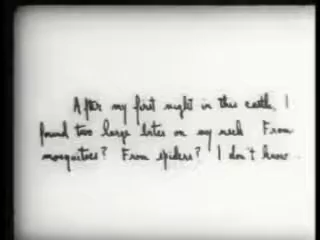 After my first night in this castle, I
found two large bites on my neck. From
mosquitoes? From spiders? I don't know.